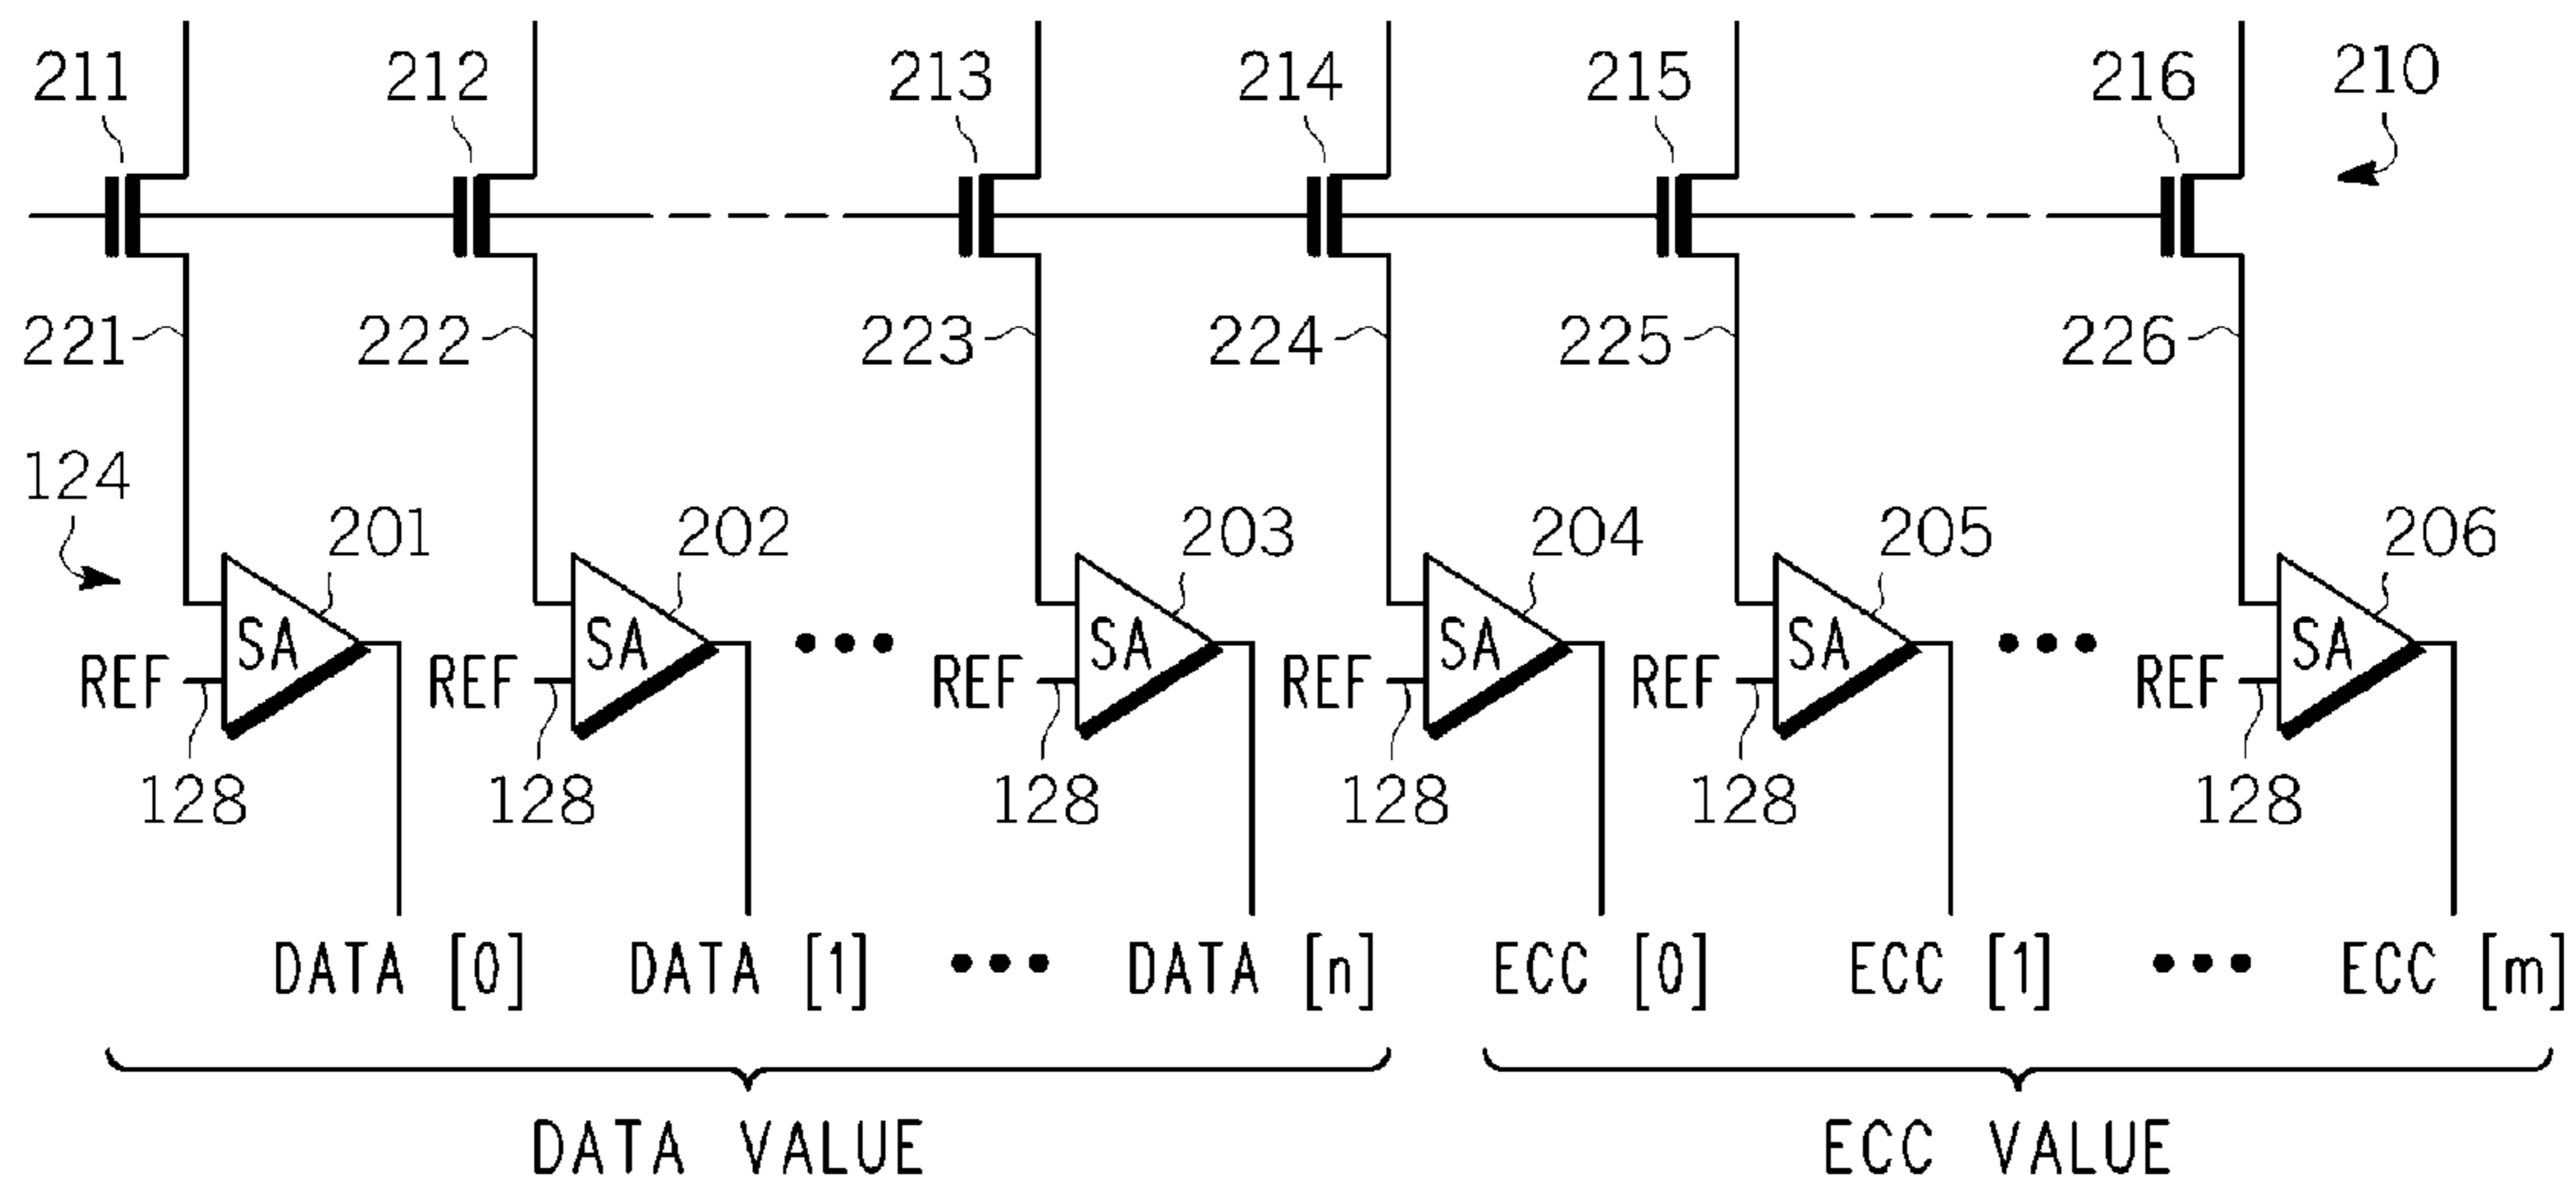 211 212 213 214 215 216 210
221 222 223 224 225 226
124 201 202 203 204 205 206
SA SA SA SA SA SA
REF REF REF REF REF REF
128 128 128 128 128 128
DATA [0] DATA [1] ••• DATA [n] ECC [0] ECC [1] ••• ECC [m]
DATA VALUE ECC VALUE